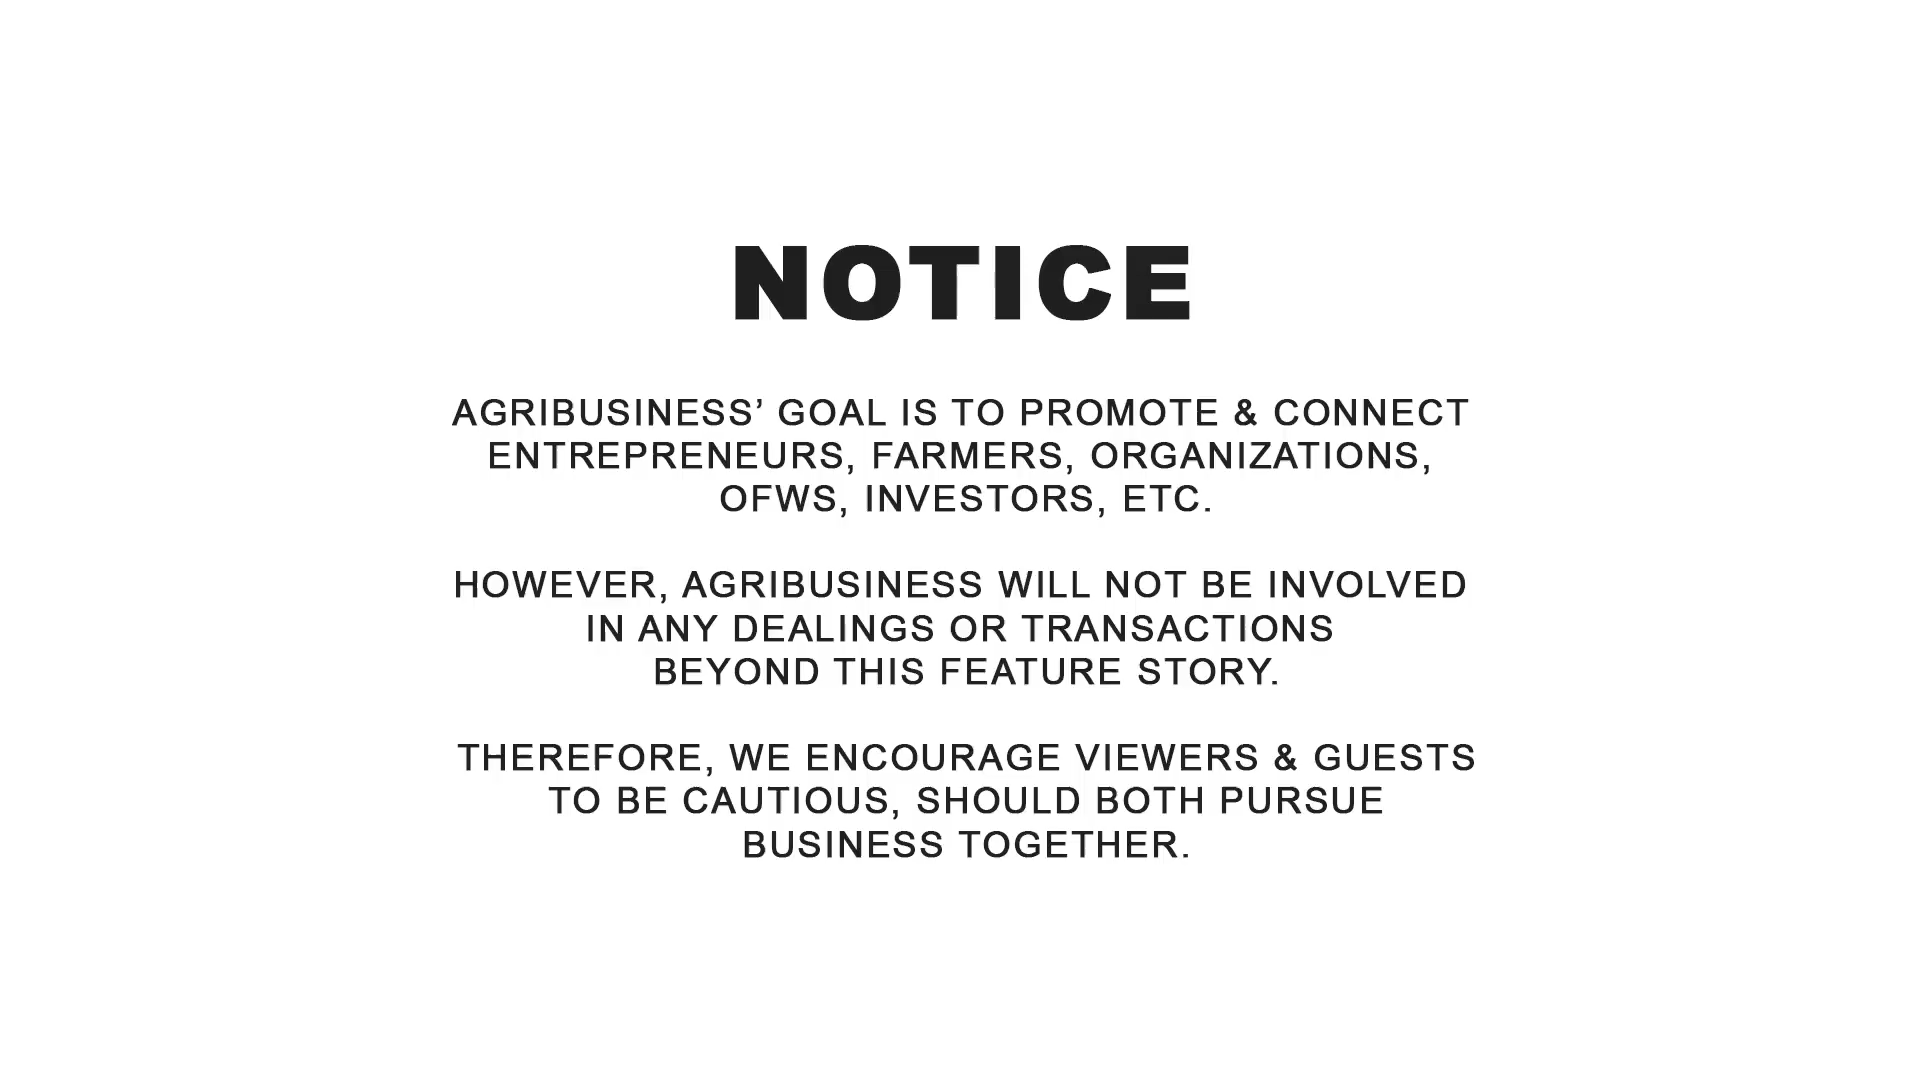 NOTICE
AGRIBUSINESS’ GOAL IS TO PROMOTE & CONNECT
ENTREPRENEURS, FARMERS, ORGANIZATIONS,
OFWS, INVESTORS, ETC.
HOWEVER, AGRIBUSINESS WILL NOT BE INVOLVED
IN ANY DEALINGS OR TRANSACTIONS
BEYOND THIS FEATURE STORY.
THEREFORE, WE ENCOURAGE VIEWERS & GUESTS
TO BE CAUTIOUS, SHOULD BOTH PURSUE
BUSINESS TOGETHER.